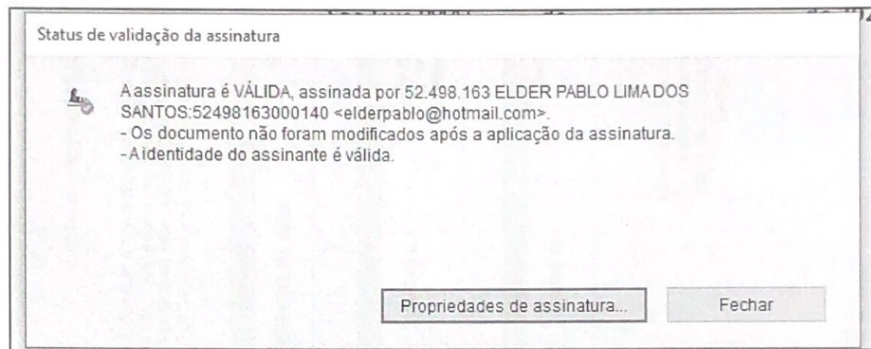 Status de validação da assinatura
A assinatura é VÁLIDA, assinada por 52.498.163 ELDER PABLO LIMA DOS
SANTOS:52498163000140 <elderpablo@hotmail.com>.
- Os documento não foram modificados após a aplicação da assinatura.
- A identidade do assinante é válida.
Propriedades de assinatura...
Fechar